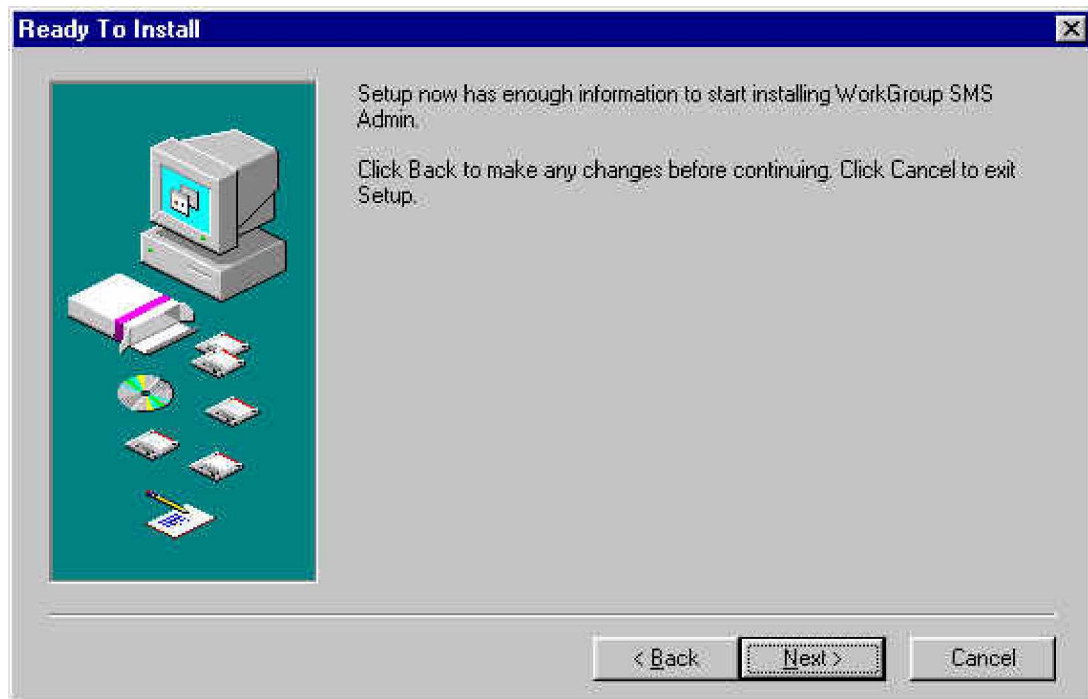 Ready To Install
Setup now has enough information to start installing WorkGroup SMS
Admin.
Click Back to make any changes before continuing. Click Cancel to exit
Setup.
< Back
Next >
Cancel